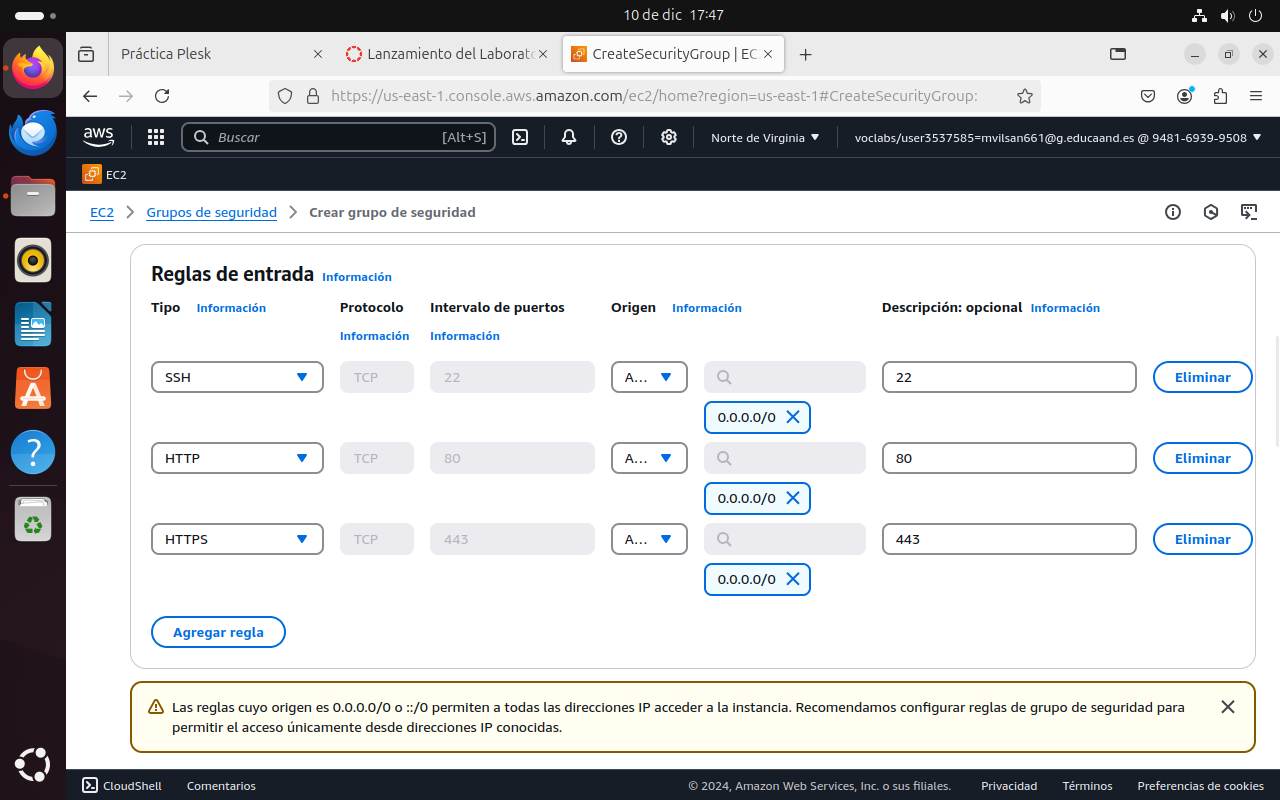 10 de dic 17:47
Práctica Plesk
Lanzamiento del Laborato
CreateSecurityGroup | EC
https://us-east-1.console.aws.amazon.com/ec2/home?region=us-east-1#CreateSecurityGroup:
aws
Buscar [Alt+S]
Norte de Virginia
voclabs/user3537585=mvilsan661@g.educaand.es @ 9481-6939-9508
EC2
EC2 > Grupos de seguridad > Crear grupo de seguridad
Reglas de entrada Información
Tipo Información Protocolo Intervalo de puertos Origen Información Descripción: opcional Información
Información Información
SSH TCP 22 A... 22 Eliminar
0.0.0.0/0
HTTP TCP 80 A... 80 Eliminar
0.0.0.0/0
HTTPS TCP 443 A... 443 Eliminar
0.0.0.0/0
Agregar regla
Las reglas cuyo origen es 0.0.0.0/0 o ::/0 permiten a todas las direcciones IP acceder a la instancia. Recomendamos configurar reglas de grupo de seguridad para
permitir el acceso únicamente desde direcciones IP conocidas.
CloudShell Comentarios © 2024, Amazon Web Services, Inc. o sus filiales. Privacidad Términos Preferencias de cookies